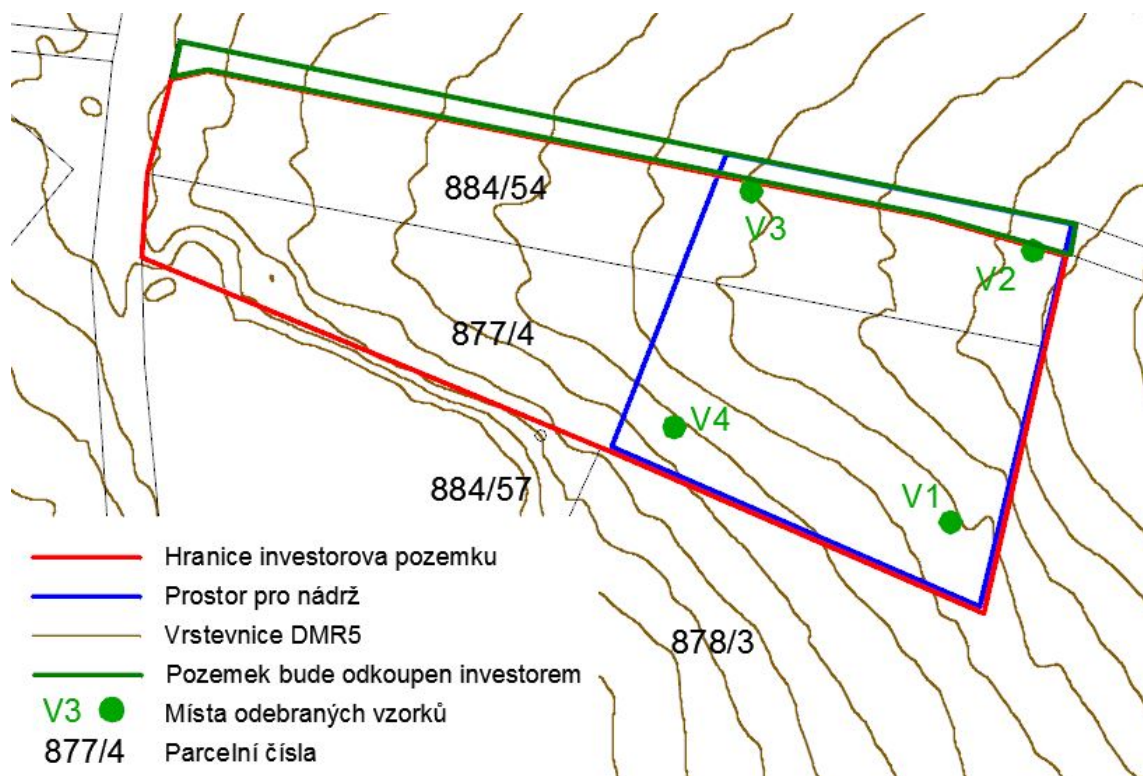 884/54
V3
V2
877/4
V4
V1
884/57
878/3
Hranice investorova pozemku
Prostor pro nádrž
Vrstevnice DMR5
Pozemek bude odkoupen investorem
V3 Místa odebraných vzorků
877/4 Parcelní čísla